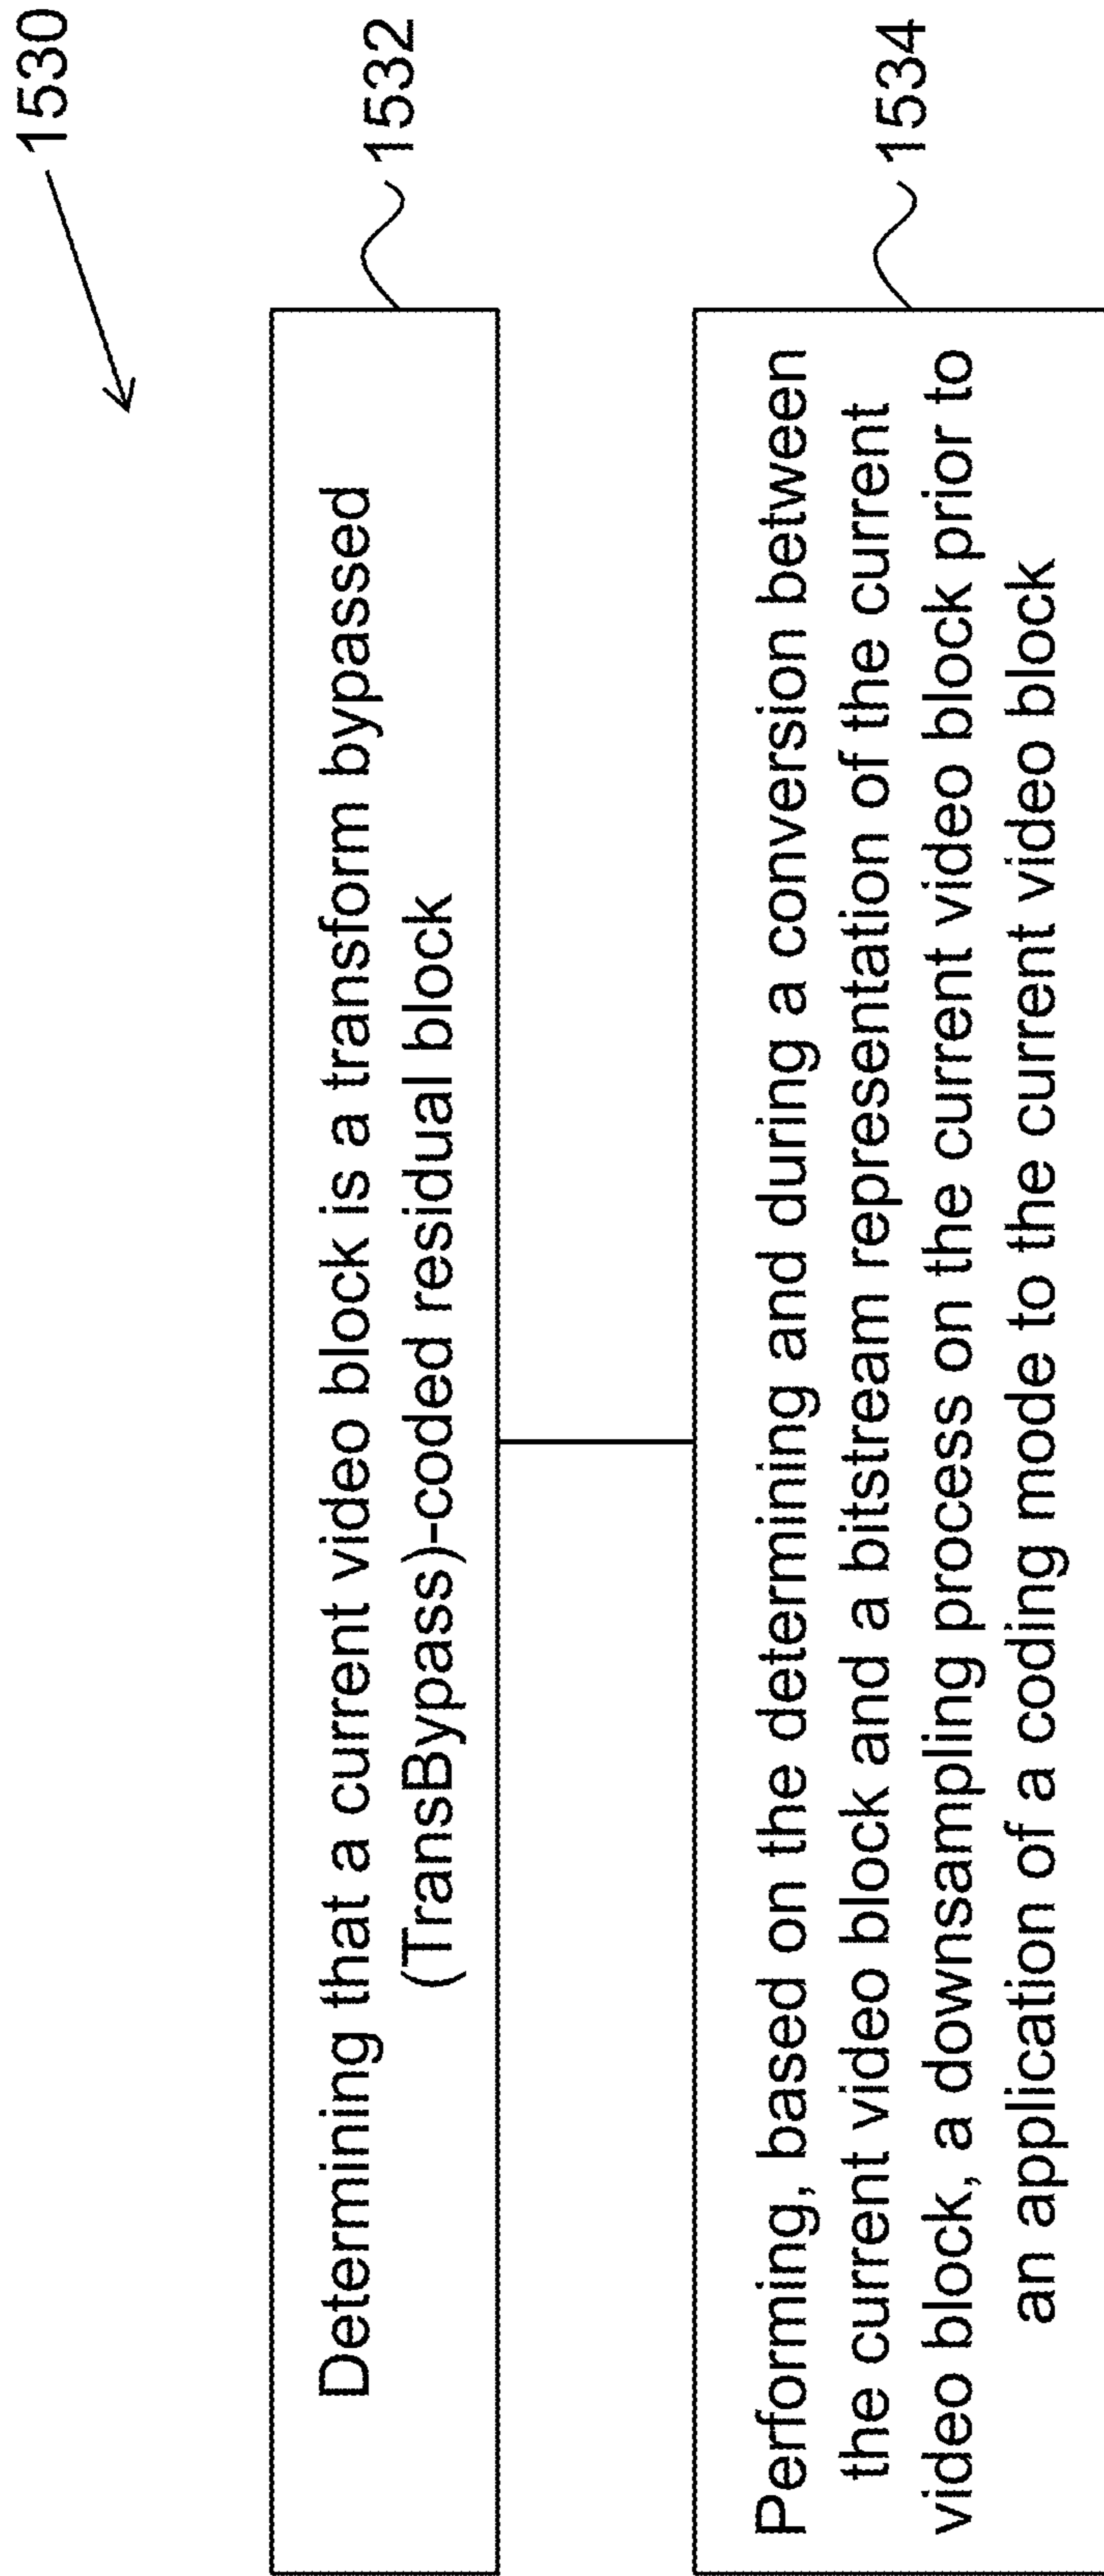 1530
Determining that a current video block is a transform bypassed
(TransBypass)-coded residual block
1532
Performing, based on the determining and during a conversion between
the current video block and a bitstream representation of the current
video block, a downsampling process on the current video block prior to
an application of a coding mode to the current video block
1534